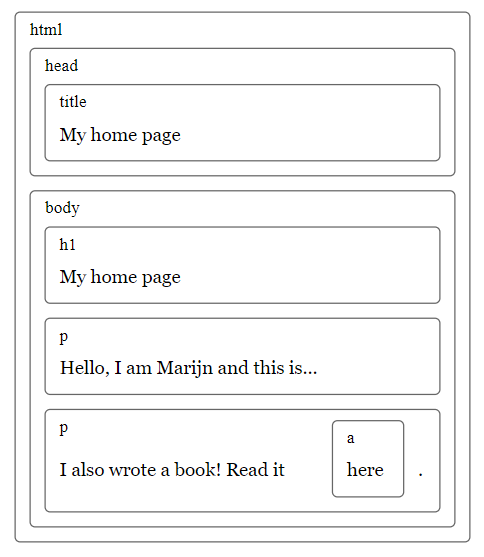 html
head
title
My home page
body
h1
My home page
p
Hello, I am Marijn and this is...
p
a
I also wrote a book! Read it here .